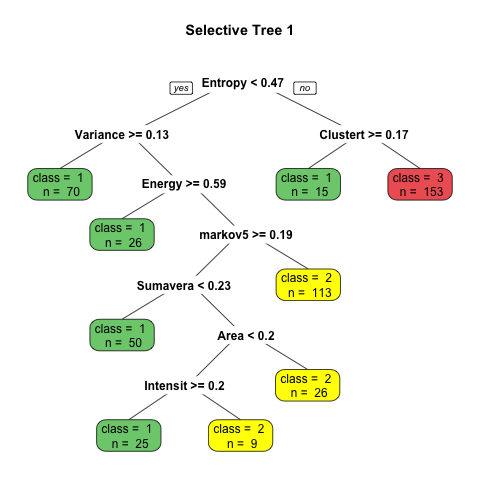 Selective Tree 1
yes
Entropy < 0.47
no
Variance >= 0.13
Clustert >= 0.17
class = 1
n = 70
Energy >= 0.59
class = 1
n = 15
class = 3
n = 153
class = 1
n = 26
markov5 >= 0.19
Sumavera < 0.23
class = 2
n = 113
class = 1
n = 50
Area < 0.2
Intensit >= 0.2
class = 2
n = 26
class = 1
n = 25
class = 2
n = 9